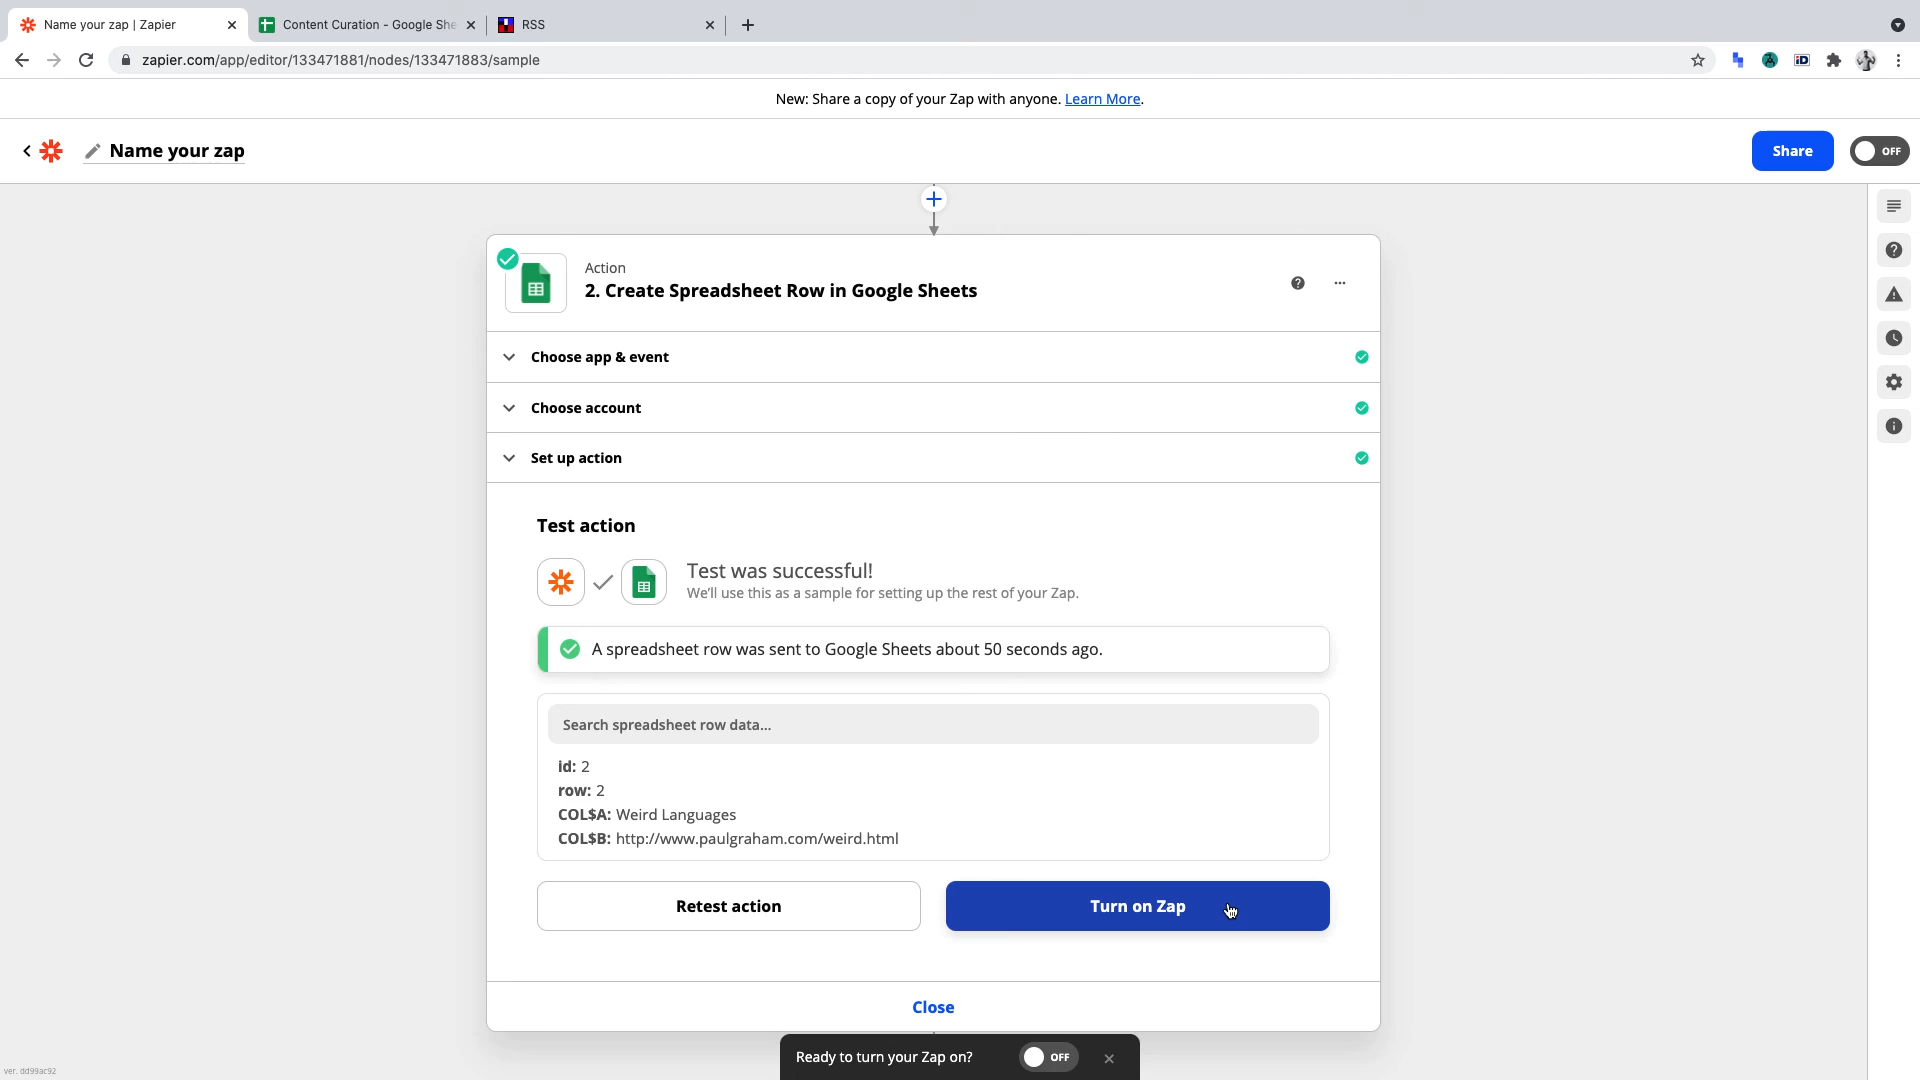 Name your zap | Zapier
Content Curation - Google She
RSS
zapier.com/app/editor/133471881/nodes/133471883/sample
New: Share a copy of your Zap with anyone. Learn More.
Name your zap
Share
OFF
Action
2. Create Spreadsheet Row in Google Sheets
Choose app & event
Choose account
Set up action
Test action
Test was successful!
We'll use this as a sample for setting up the rest of your Zap.
A spreadsheet row was sent to Google Sheets about 50 seconds ago.
Search spreadsheet row data...
id: 2
row: 2
COL$A: Weird Languages
COL$B: http://www.paulgraham.com/weird.html
Retest action
Turn on Zap
Close
Ready to turn your Zap on?
OFF
ver. dd99ac92